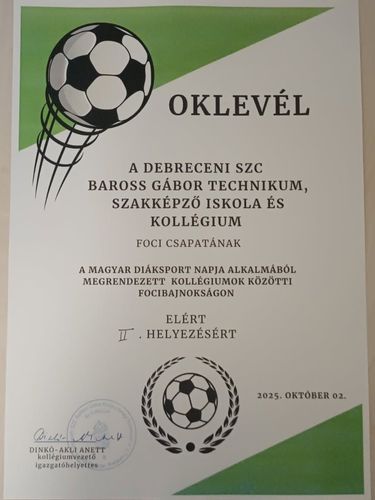 OKLEVÉL
A DEBRECENI SZC
BAROSS GÁBOR TECHNIKUM,
SZAKKÉPZŐ ISKOLA ÉS
KOLLÉGIUM
FOCI CSAPATÁNAK
A MAGYAR DIÁKSPORT NAPJA ALKALMÁBÓL
MEGRENDEZETT KOLLÉGIUMOK KÖZÖTTI
FOCIBAJNOKSÁGON
ELÉRT
II. HELYEZÉSÉRT
2025. OKTÓBER 02.
DINKÓ-AKLI ANETT
kollégiumvezető
igazgatóhelyettes